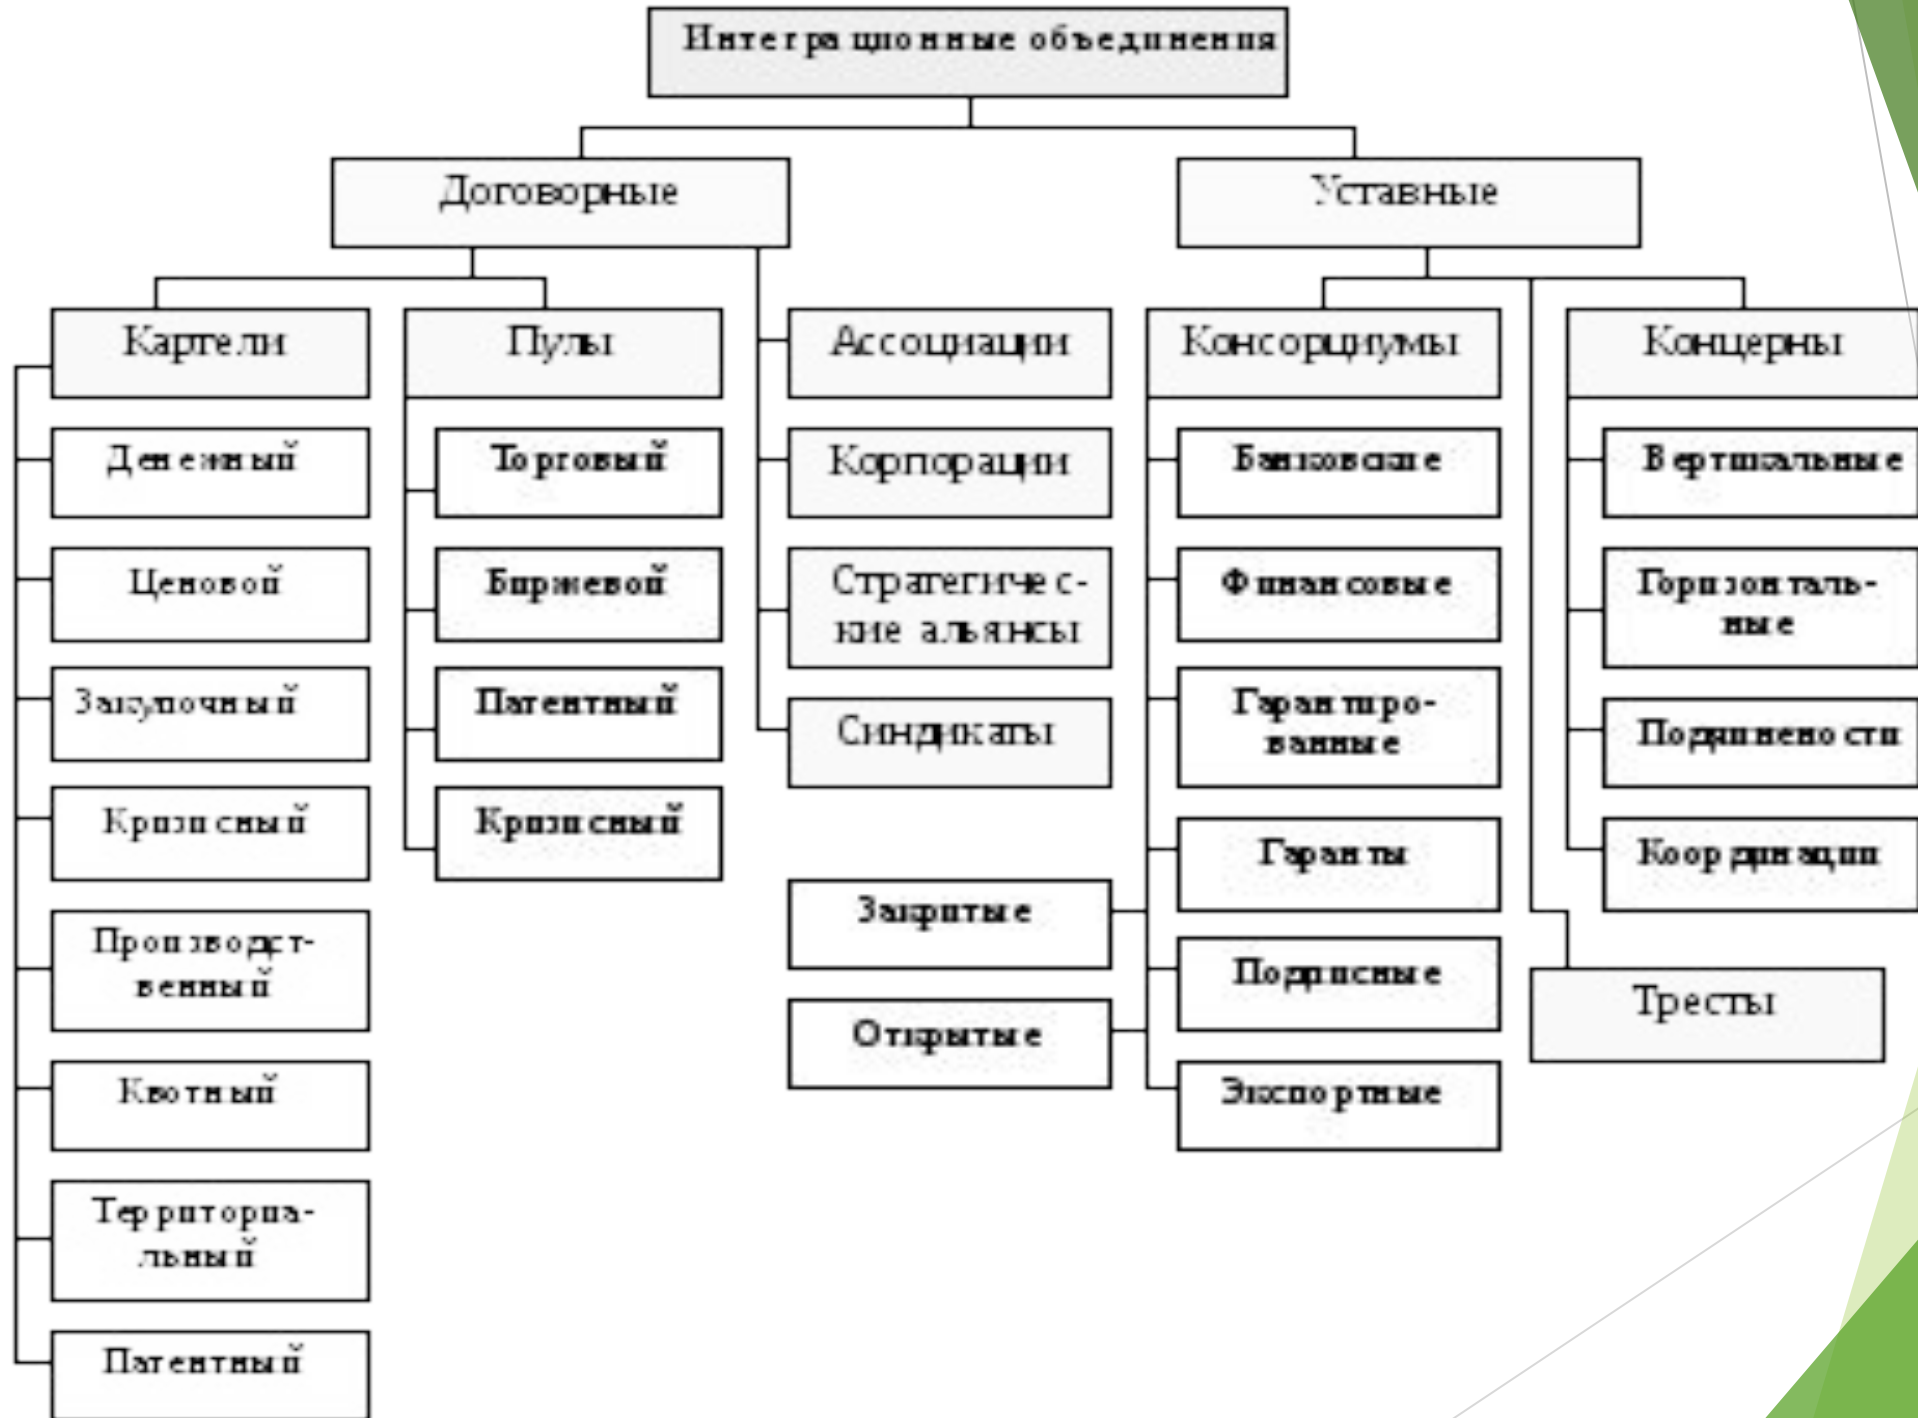 Интеграционные объединения
Договорные
Уставные
Картели
Пулы
Ассоциации
Консорциумы
Концерны
Денежный
Ценовой
Закупочный
Кризисный
Производст-
венный
Квотный
Территориа-
льный
Патентный
Торговый
Биржевой
Патентный
Кризисный
Корпорации
Стратегичес-
кие альянсы
Синдикаты
Закрытые
Открытые
Банковские
Финансовые
Гарантиро-
ванные
Гаранты
Подписные
Экспортные
Вертикальные
Горизонталь-
ные
Подчинености
Координации
Тресты